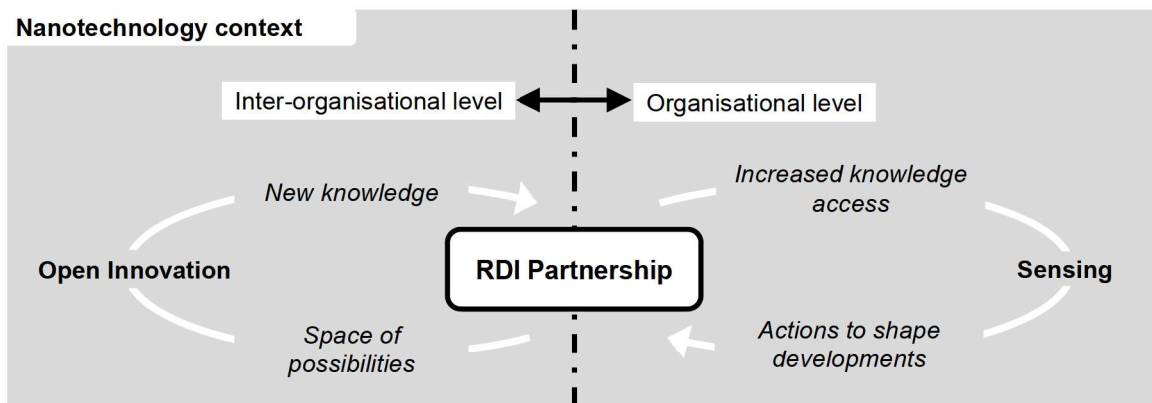 Nanotechnology context
Inter-organisational level
Organisational level
New knowledge
Increased knowledge
access
Open Innovation
RDI Partnership
Sensing
Space of
possibilities
Actions to shape
developments